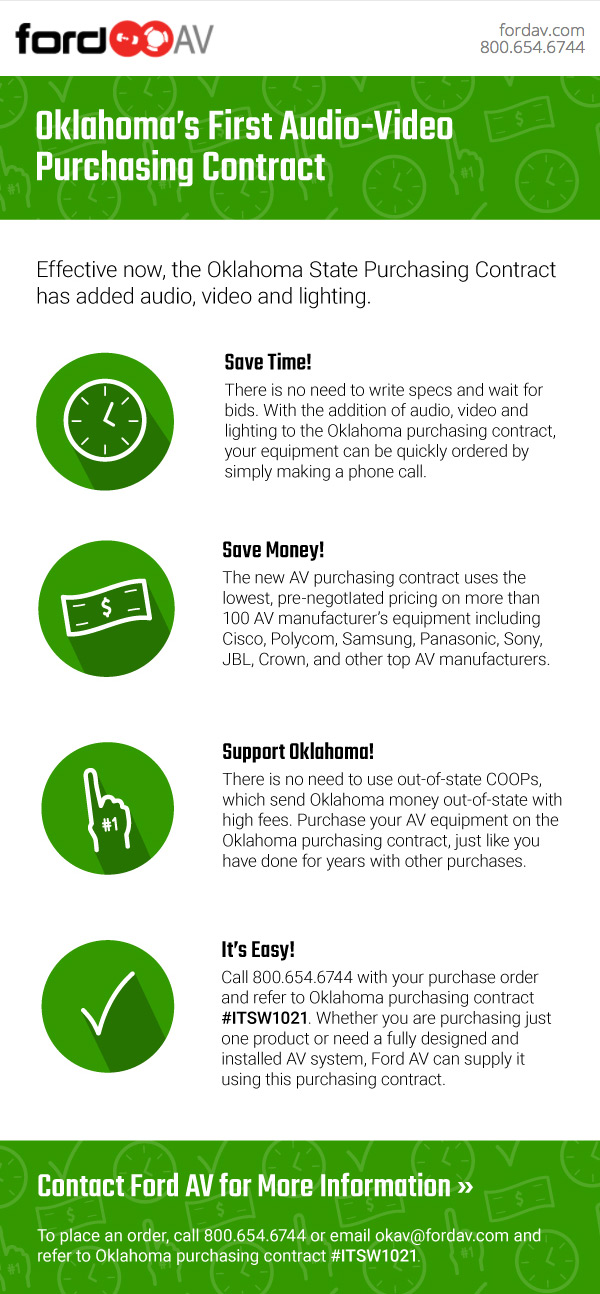 ford AV
fordav.com
800.654.6744
Oklahoma's First Audio-Video
Purchasing Contract
Effective now, the Oklahoma State Purchasing Contract
has added audio, video and lighting.
Save Time!
There is no need to write specs and wait for
bids. With the addition of audio, video and
lighting to the Oklahoma purchasing contract,
your equipment can be quickly ordered by
simply making a phone call.
$
Save Money!
The new AV purchasing contract uses the
lowest, pre-negotIated pricing on more than
100 AV manufacturer's equipment including
Cisco, Polycom, Samsung, Panasonic, Sony,
JBL, Crown, and other top AV manufacturers.
#1
Support Oklahoma!
There is no need to use out-of-state COOPs,
which send Oklahoma money out-of-state with
high fees. Purchase your AV equipment on the
Oklahoma purchasing contract, just like you
have done for years with other purchases.
It's Easy!
Call 800.654.6744 with your purchase order
and refer to Oklahoma purchasing contract
#ITSW1021. Whether you are purchasing just
one product or need a fully designed and
installed AV system, Ford AV can supply it
using this purchasing contract.
Contact Ford AV for More Information »
To place an order, call 800.654.6744 or email okav@fordav.com and
refer to Oklahoma purchasing contract #ITSW1021